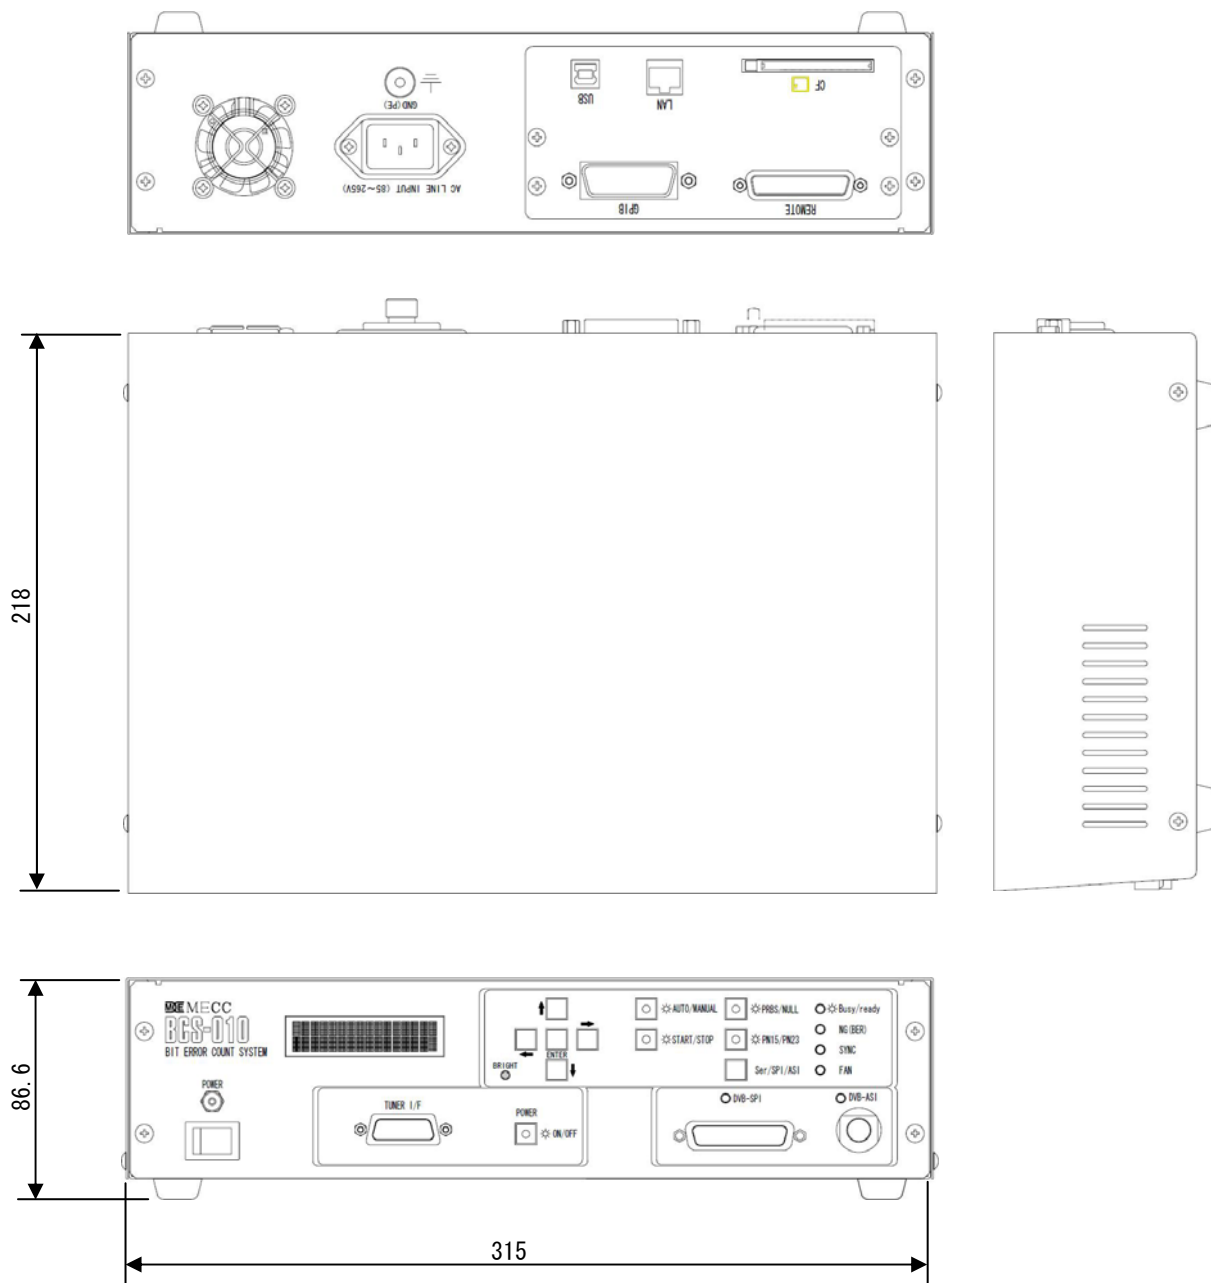 GND(PE)
AC LINE INPUT (85～265V)
USB
LAN
CF
GPIB
REMOTE
218
86.6
315
MECC
BCS-010
BIT ERROR COUNT SYSTEM
POWER
BRIGHT
ENTER
AUTO/MANUAL
PRBS/NULL
Busy/ready
START/STOP
PN15/PN23
NG(BER)
SYNC
Ser/SPI/ASI
FAN
TUNER I/F
POWER
ON/OFF
DVB-SPI
DVB-ASI